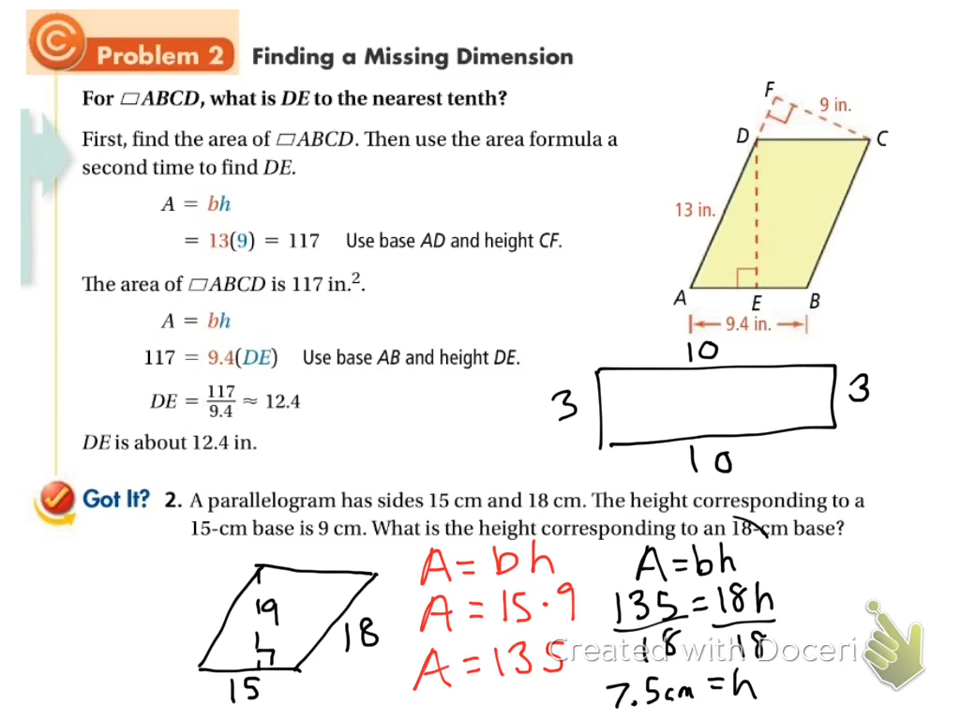 Problem 2 Finding a Missing Dimension
For ▱ABCD, what is DE to the nearest tenth?
First, find the area of ▱ABCD. Then use the area formula a
second time to find DE.
A = bh
= 13(9) = 117 Use base AD and height CF.
The area of ▱ABCD is 117 in.².
A = bh
117 = 9.4(DE) Use base AB and height DE.
DE = 117/9.4 ≈ 12.4
DE is about 12.4 in.
F
9 in.
D
C
13 in.
A
E
B
9.4 in.
10
3
3
10
Got It? 2. A parallelogram has sides 15 cm and 18 cm. The height corresponding to a
15-cm base is 9 cm. What is the height corresponding to an 18-cm base?
9
18
15
A = bh
A = 15·9
A = 135
A = bh
135 = 18h
18 18
7.5cm = h
Created with Doceri